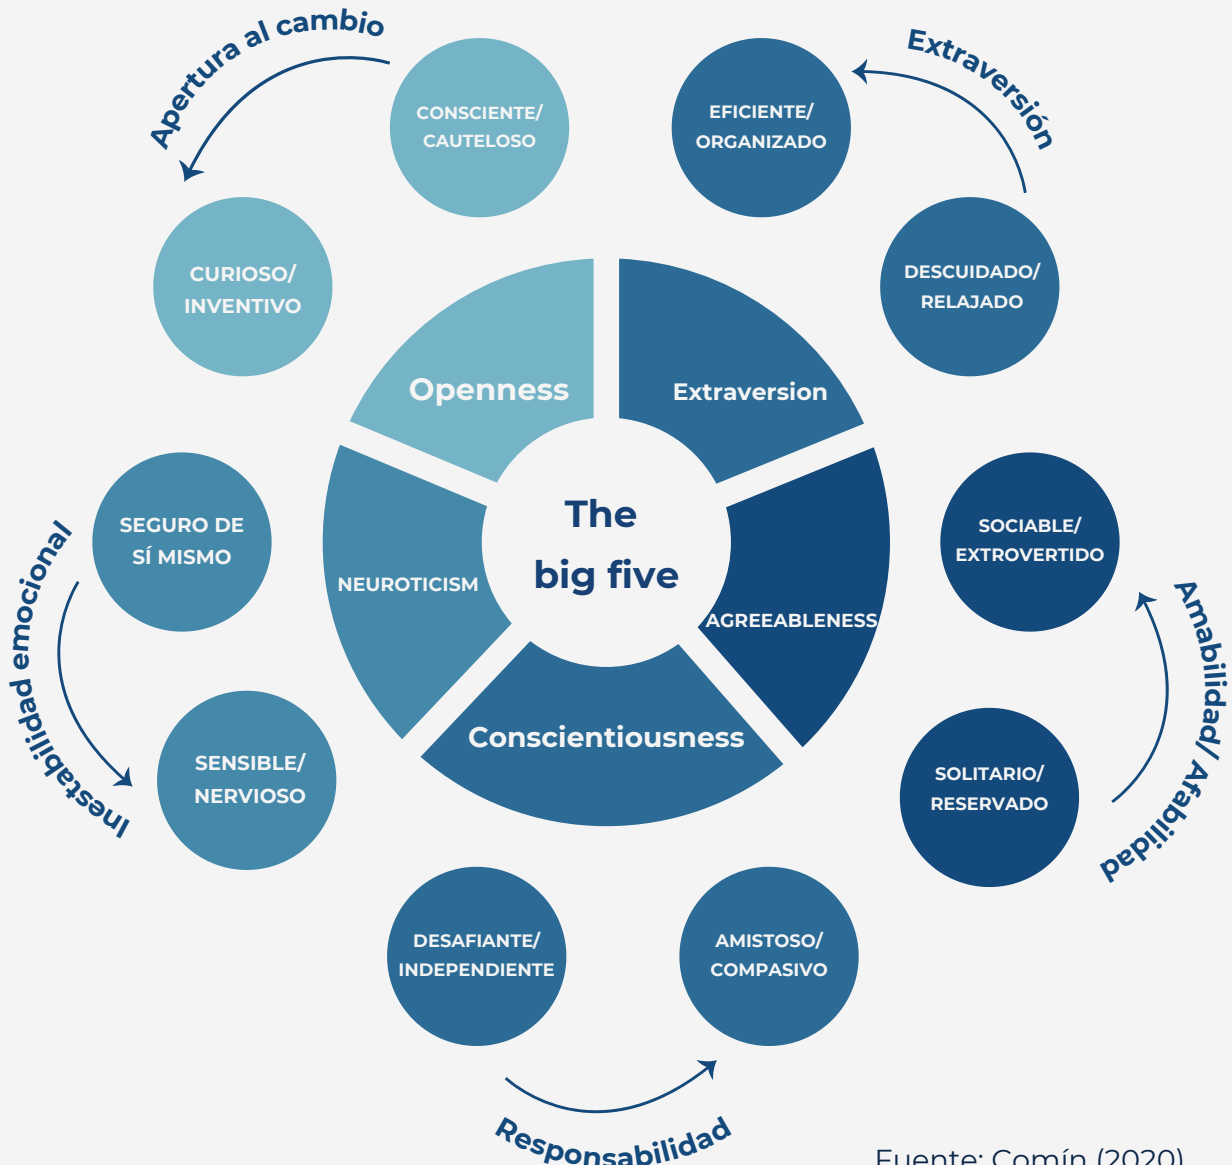 Apertura al cambio
Extraversión
CONSCIENTE/
CAUTELOSO
EFICIENTE/
ORGANIZADO
CURIOSO/
INVENTIVO
DESCUIDADO/
RELAJADO
Openness
Extraversion
SEGURO DE
SÍ MISMO
The
big five
SOCIABLE/
EXTROVERTIDO
NEUROTICISM
AGREEABLENESS
Inestabilidad emocional
Amabilidad/ Afabilidad
Conscientiousness
SENSIBLE/
NERVIOSO
SOLITARIO/
RESERVADO
DESAFIANTE/
INDEPENDIENTE
AMISTOSO/
COMPASIVO
Responsabilidad
Fuente: Comín (2020)